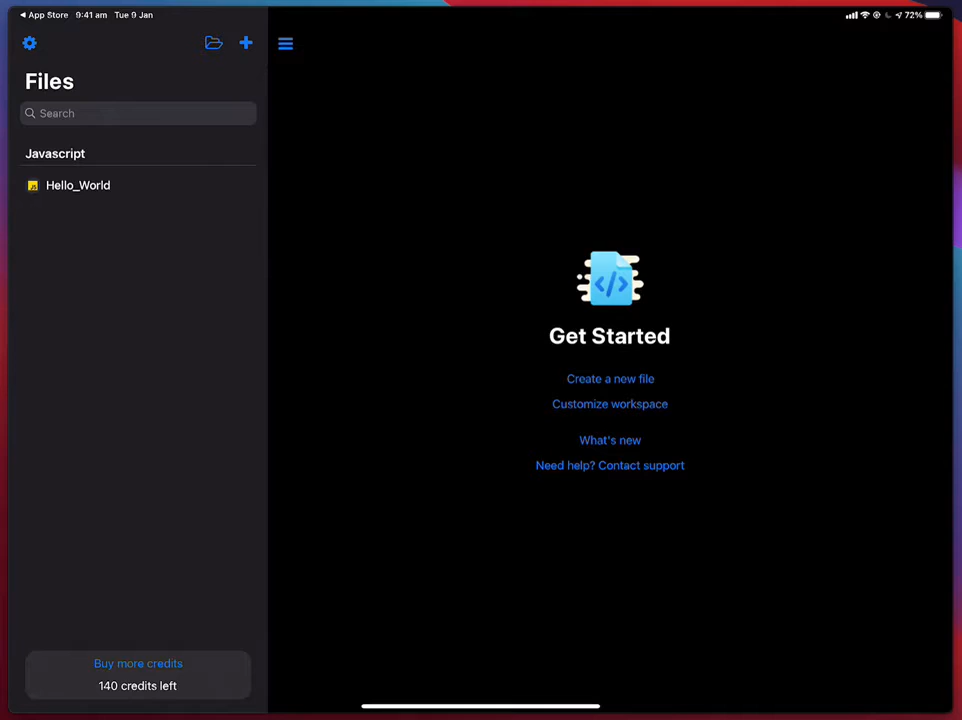 App Store 9:41 am Tue 9 Jan 72%
Files
Search
Javascript
JS Hello_World
</>
Get Started
Create a new file
Customize workspace
What's new
Need help? Contact support
Buy more credits
140 credits left